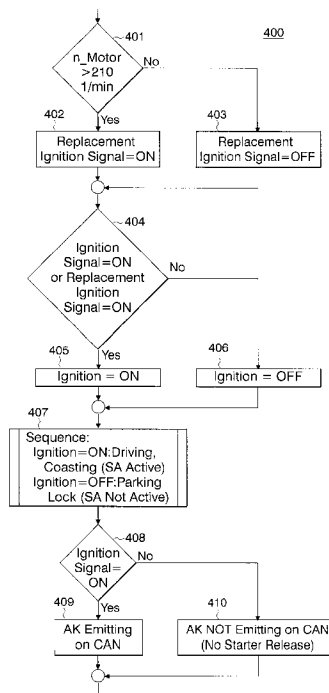 400
401
n_Motor
>210
1/min
No
Yes
402
403
Replacement
Ignition Signal=ON
Replacement
Ignition Signal=OFF
404
Ignition
Signal=ON
or Replacement
Ignition
Signal=ON
No
Yes
405
406
Ignition = ON
Ignition = OFF
407
Sequence:
Ignition=ON:Driving,
Coasting (SA Active)
Ignition=OFF:Parking
Lock (SA Not Active)
408
Ignition
Signal=
ON
No
Yes
409
410
AK Emitting
on CAN
AK NOT Emitting on CAN
(No Starter Release)